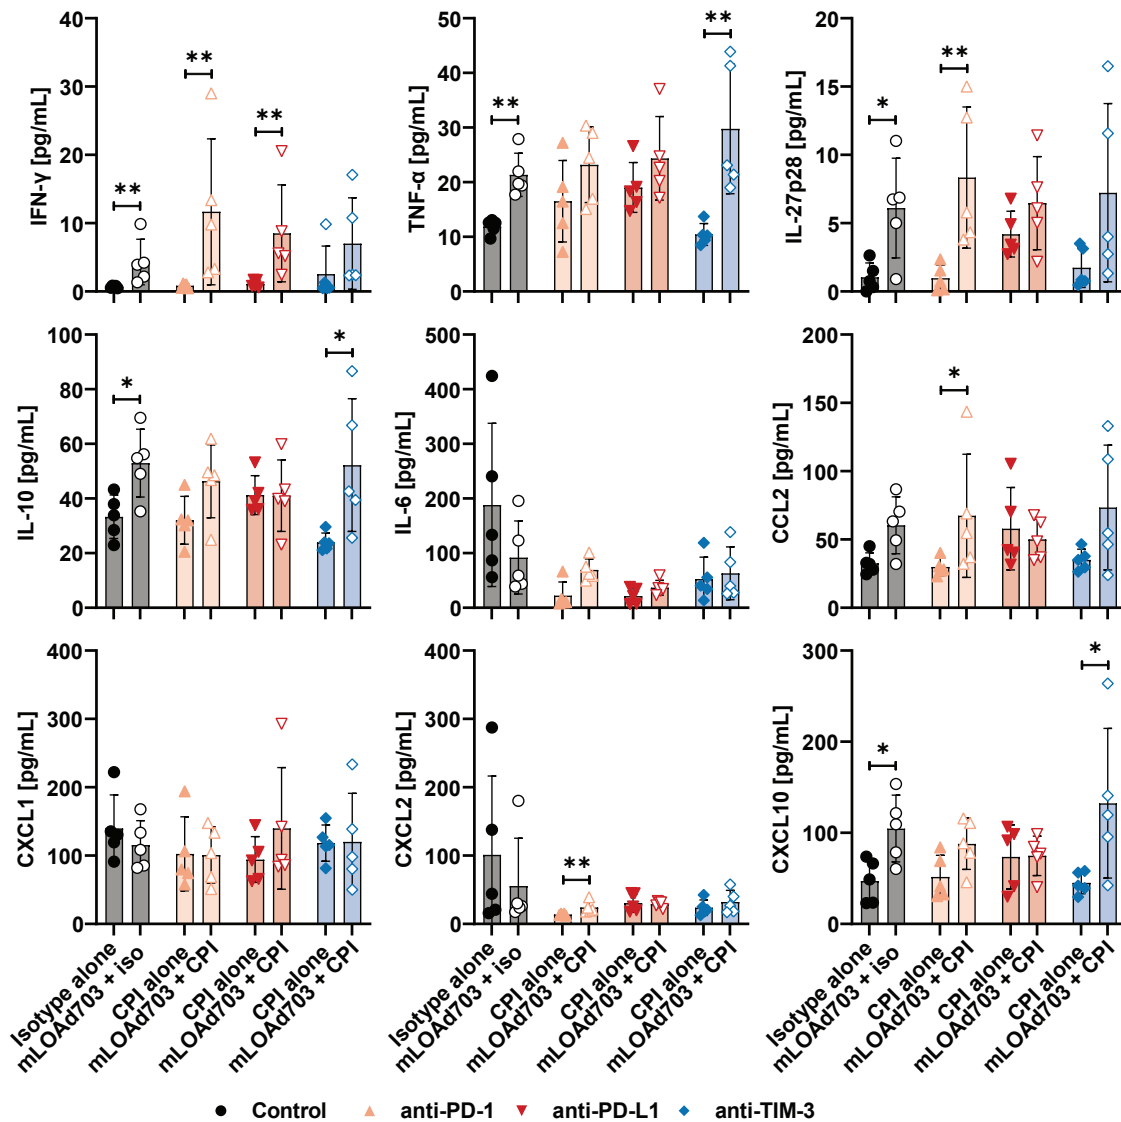 IFN-γ [pg/mL]
40
30
20
10
0
**
**
**
TNF-α [pg/mL]
50
40
30
20
10
0
**
**
IL-27p28 [pg/mL]
20
15
10
5
0
*
**
IL-10 [pg/mL]
100
80
60
40
20
0
*
*
IL-6 [pg/mL]
500
400
300
200
100
0
CCL2 [pg/mL]
200
150
100
50
0
*
CXCL1 [pg/mL]
400
300
200
100
0
CXCL2 [pg/mL]
400
300
200
100
0
**
CXCL10 [pg/mL]
300
200
100
0
*
*
Isotype alone
mLOAd703 + iso
CPI alone
mLOAd703 + CPI
CPI alone
mLOAd703 + CPI
CPI alone
mLOAd703 + CPI
Isotype alone
mLOAd703 + iso
CPI alone
mLOAd703 + CPI
CPI alone
mLOAd703 + CPI
CPI alone
mLOAd703 + CPI
Isotype alone
mLOAd703 + iso
CPI alone
mLOAd703 + CPI
CPI alone
mLOAd703 + CPI
CPI alone
mLOAd703 + CPI
Control anti-PD-1 anti-PD-L1 anti-TIM-3